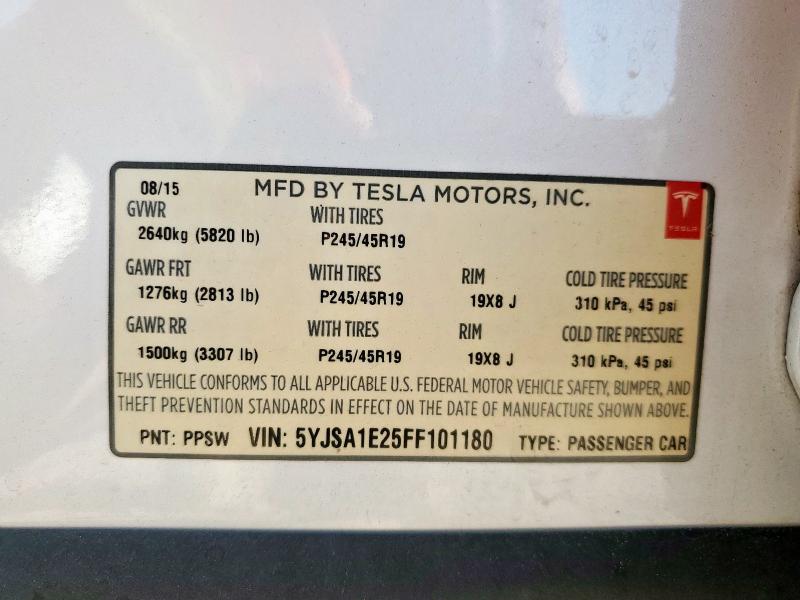 08/15 MFD BY TESLA MOTORS, INC.
TESLA
GVWR WITH TIRES
2640kg (5820 lb) P245/45R19
GAWR FRT WITH TIRES RIM COLD TIRE PRESSURE
1276kg (2813 lb) P245/45R19 19X8 J 310 kPa, 45 psi
GAWR RR WITH TIRES RIM COLD TIRE PRESSURE
1500kg (3307 lb) P245/45R19 19X8 J 310 kPa, 45 psi
THIS VEHICLE CONFORMS TO ALL APPLICABLE U.S. FEDERAL MOTOR VEHICLE SAFETY, BUMPER, AND
THEFT PREVENTION STANDARDS IN EFFECT ON THE DATE OF MANUFACTURE SHOWN ABOVE.
PNT: PPSW VIN: 5YJSA1E25FF101180 TYPE: PASSENGER CAR